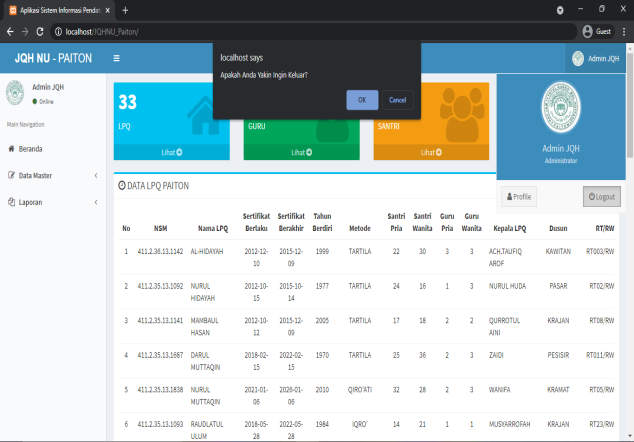 Aplikasi Sistem Informasi Pendat
Guest
localhost/JQHNU_Paiton/
JQH NU - PAITON
Admin JQH
localhost says
Apakah Anda Yakin Ingin Keluar?
OK
Cancel
Admin JQH
Online
Main Navigation
Beranda
Data Master
Laporan
33
LPQ
GURU
SANTRI
Lihat
Lihat
Lihat
Admin JQH
Administrator
Profile
Logout
DATA LPQ PAITON
No NSM Nama LPQ Sertifikat Berlaku Sertifikat Berakhir Tahun Berdiri Metode Santri Pria Santri Wanita Guru Pria Guru Wanita Kepala LPQ Dusun RT/RW
1 411.2.36.13.1142 AL-HIDAYAH 2012-12-10 2015-12-09 1999 TARTILA 22 30 3 3 ACH.TAUFIQ AROF KAWITAN RT003/RW
2 411.2.35.13.1092 NURUL HIDAYAH 2012-10-15 2015-10-14 1977 TARTILA 24 16 1 3 NURUL HUDA PASAR RT02/RW
3 411.2.35.13.1141 MAMBAUL HASAN 2012-10-12 2015-12-09 2005 TARTILA 17 18 2 2 QURROTUL AINI KRAJAN RT08/RW
4 411.2.35.13.1687 DARUL MUTTAQIN 2018-02-15 2022-02-15 1970 TARTILA 25 36 2 3 ZAIDI PESISIR RT011/RW
5 411.2.35.13.1838 NURUL MUTTAQIN 2021-01-06 2026-01-06 2010 QIRO'ATI 32 28 2 3 WANIFA KRAMAT RT05/RW
6 411.2.35.13.1093 RAUDLATUL ULUM 2018-05-28 2022-05-28 1984 IQRO' 14 21 1 1 MUSYARROFAH KRAJAN RT23/RW